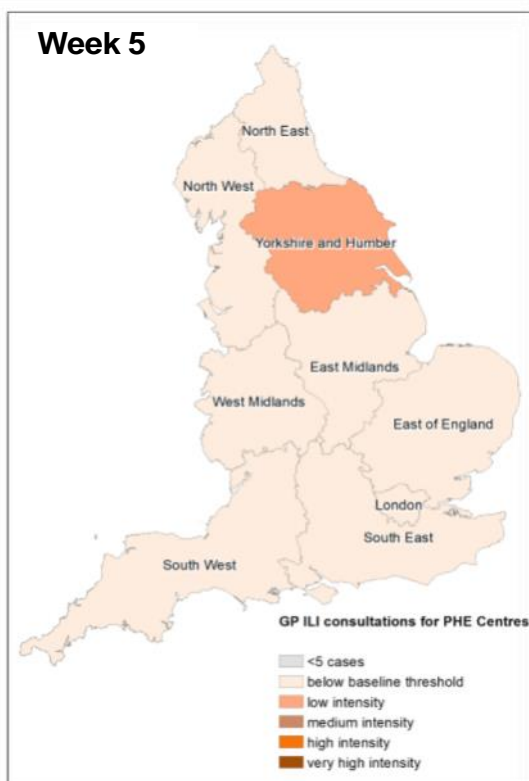 Week 5
North East
North West
Yorkshire and Humber
East Midlands
West Midlands
East of England
London
South East
South West
GP ILI consultations for PHE Centres
<5 cases
below baseline threshold
low intensity
medium intensity
high intensity
very high intensity